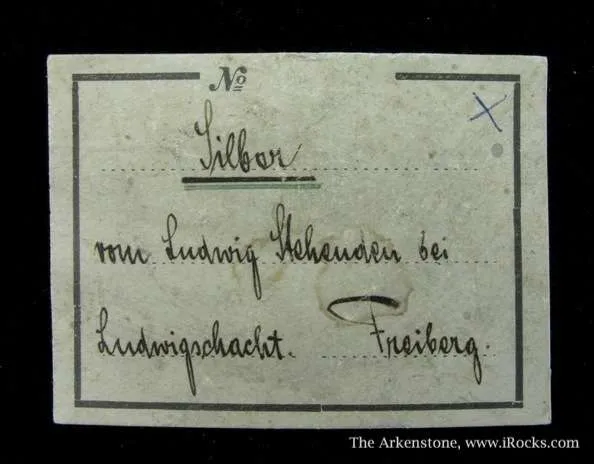 No
Silber
vom Ludwig Stehenden bei
Ludwigschacht. Freiberg.
The Arkenstone, www.iRocks.com